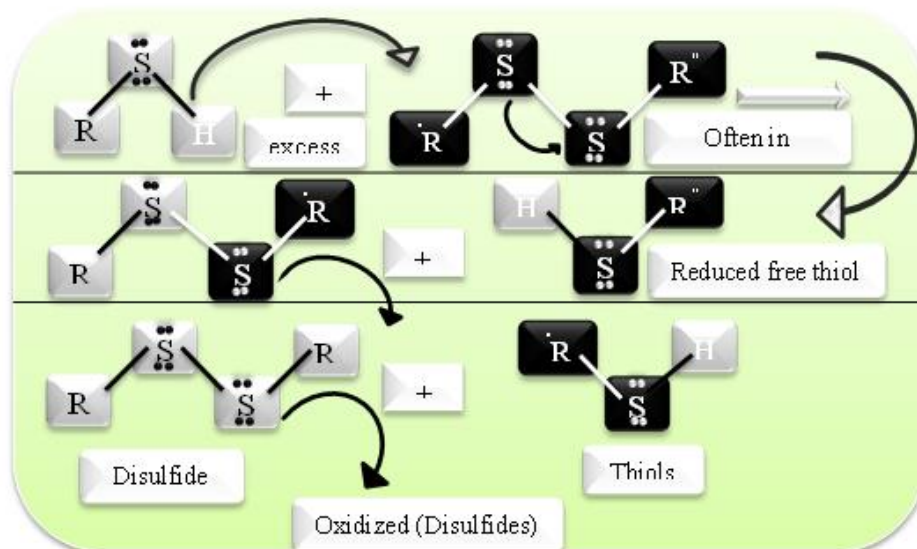 S
R
H
+
excess
S
R
S
R"
Often in
S
R
S
R
+
H
S
R"
Reduced free thiol
S
R
S
R
+
R
S
H
Disulfide
Thiols
Oxidized (Disulfides)